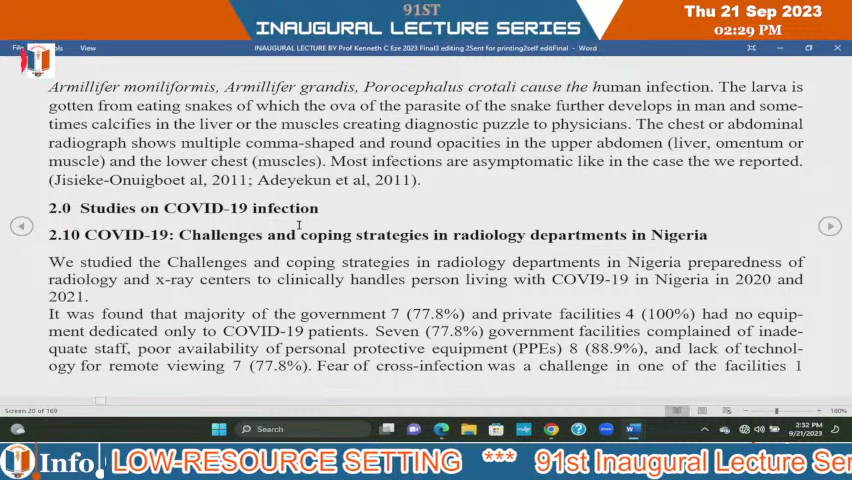 91ST
INAUGURAL LECTURE SERIES
Thu 21 Sep 2023
02:29 PM
View
INAUGURAL LECTURE BY Prof Kenneth C Eze 2023 Final3 editing 2Sent for printing2self editFinal - Word
Armillifer moniliformis, Armillifer grandis, Porocephalus crotali cause the human infection. The larva is
gotten from eating snakes of which the ova of the parasite of the snake further develops in man and some-
times calcifies in the liver or the muscles creating diagnostic puzzle to physicians. The chest or abdominal
radiograph shows multiple comma-shaped and round opacities in the upper abdomen (liver, omentum or
muscle) and the lower chest (muscles). Most infections are asymptomatic like in the case the we reported.
(Jisieke-Onuigboet al, 2011; Adeyekun et al, 2011).
2.0 Studies on COVID-19 infection
2.10 COVID-19: Challenges and coping strategies in radiology departments in Nigeria
We studied the Challenges and coping strategies in radiology departments in Nigeria preparedness of
radiology and x-ray centers to clinically handles person living with COVI9-19 in Nigeria in 2020 and
2021.
It was found that majority of the government 7 (77.8%) and private facilities 4 (100%) had no equip-
ment dedicated only to COVID-19 patients. Seven (77.8%) government facilities complained of inade-
quate staff, poor availability of personal protective equipment (PPEs) 8 (88.9%), and lack of technol-
ogy for remote viewing 7 (77.8%). Fear of cross-infection was a challenge in one of the facilities 1
Screen 20 of 169
180%
Search
2:32 PM
9/21/2023
Info
LOW-RESOURCE SETTING *** 91st Inaugural Lecture Ser